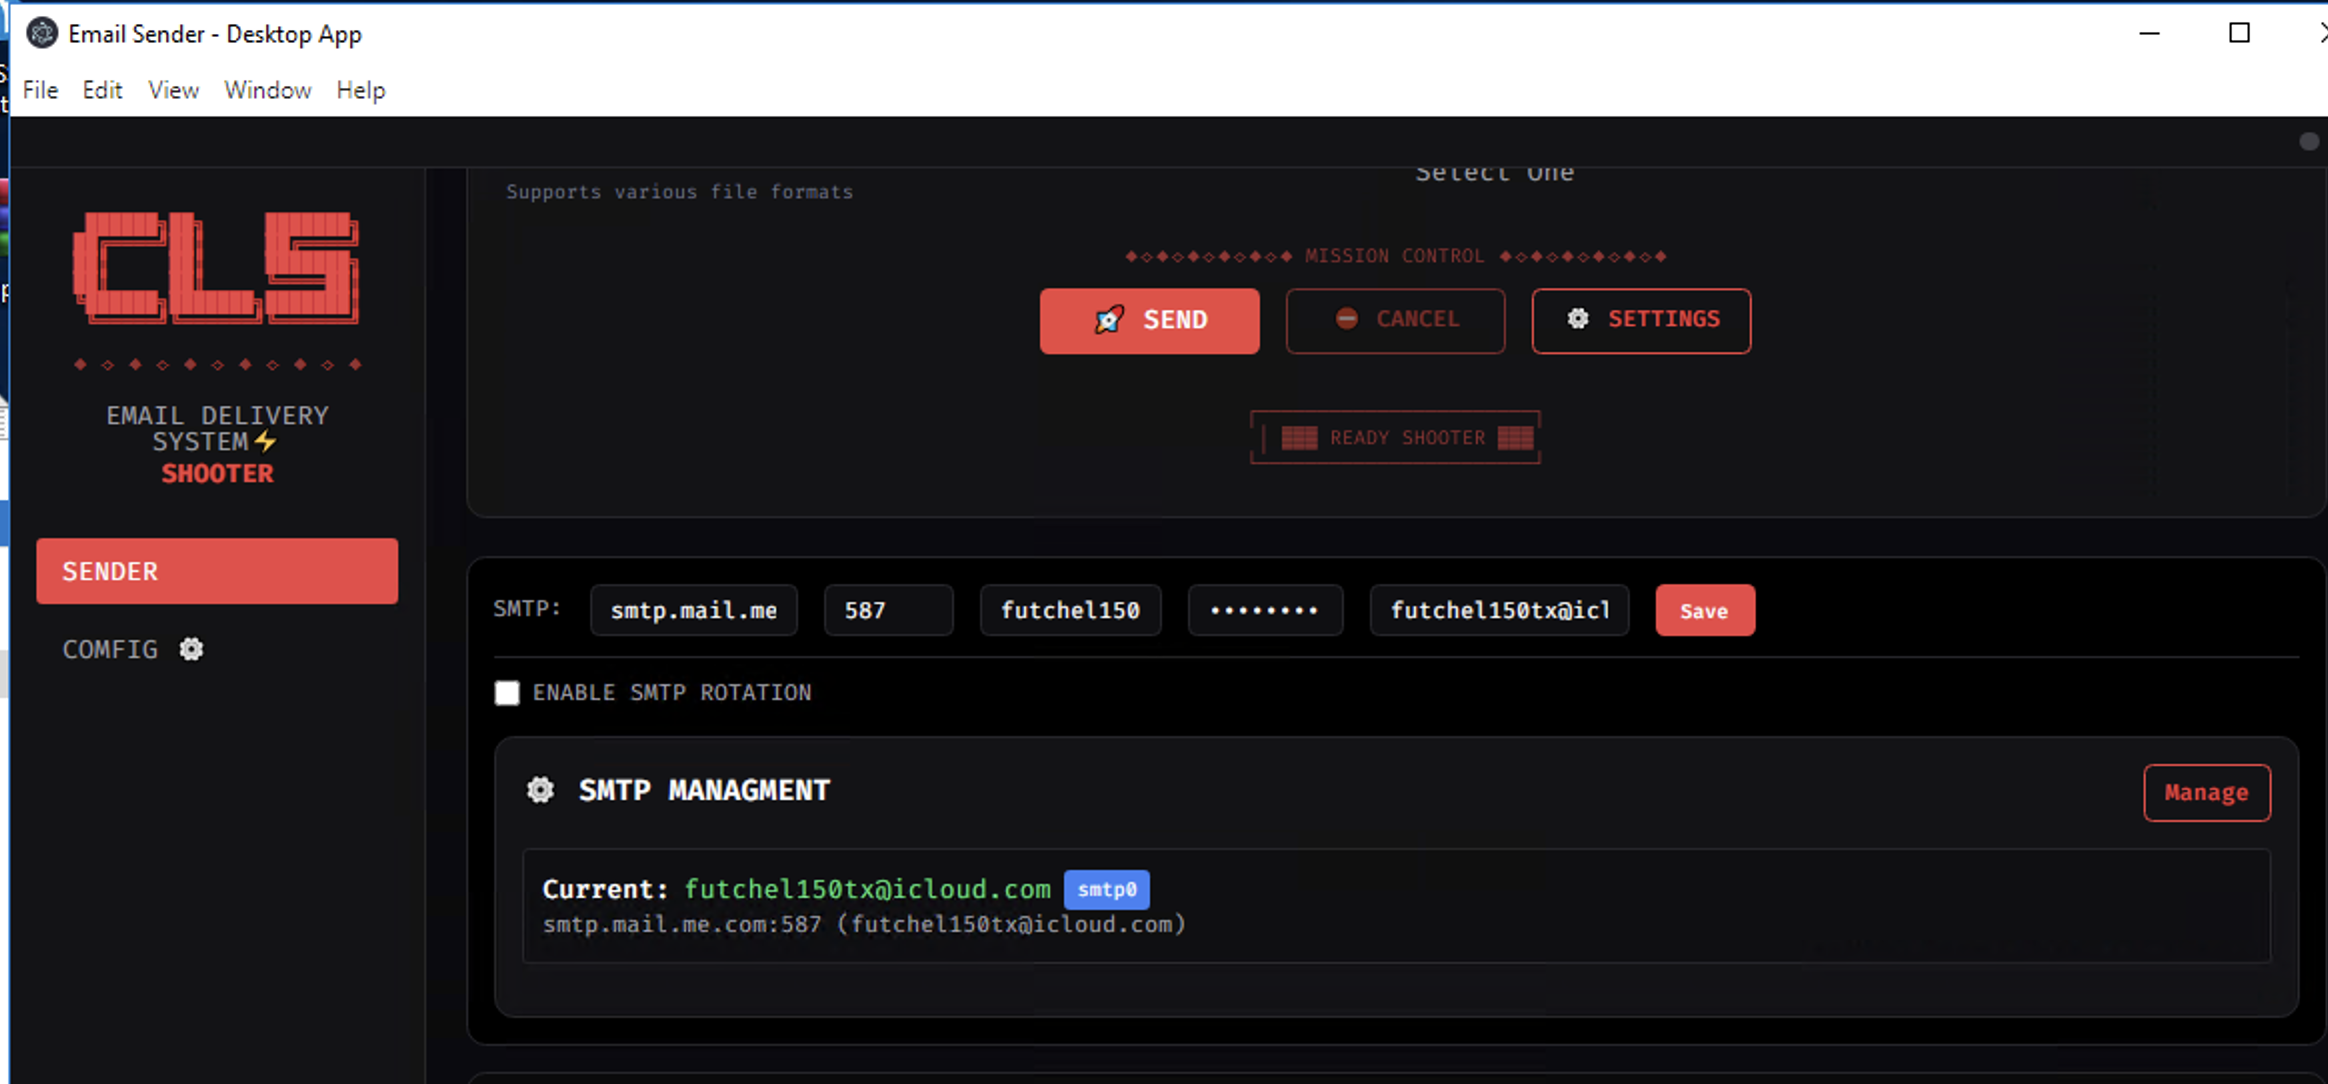 Email Sender - Desktop App
File Edit View Window Help
CLS
EMAIL DELIVERY
SYSTEM⚡
SHOOTER
SENDER
COMFIG
Supports various file formats
Select One
MISSION CONTROL
SEND CANCEL SETTINGS
READY SHOOTER
SMTP: smtp.mail.me 587 futchel150 •••••••• futchel150tx@icl Save
ENABLE SMTP ROTATION
SMTP MANAGMENT
Manage
Current: futchel150tx@icloud.com smtp0
smtp.mail.me.com:587 (futchel150tx@icloud.com)